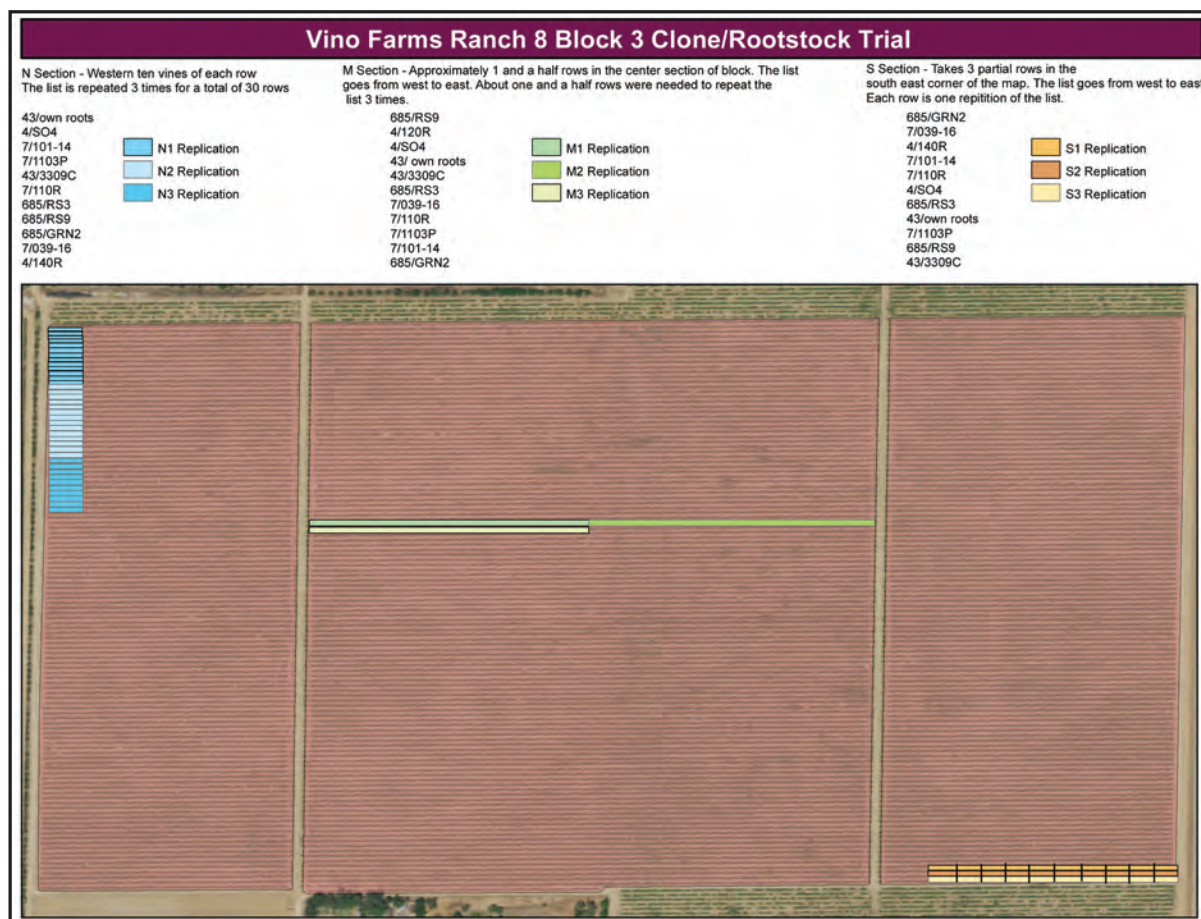 Vino Farms Ranch 8 Block 3 Clone/Rootstock Trial
N Section - Western ten vines of each row
The list is repeated 3 times for a total of 30 rows
43/own roots
4/SO4
7/101-14
7/1103P
43/3309C
7/110R
685/RS3
685/RS9
685/GRN2
7/039-16
4/140R
N1 Replication
N2 Replication
N3 Replication
M Section - Approximately 1 and a half rows in the center section of block. The list
goes from west to east. About one and a half rows were needed to repeat the
list 3 times.
685/RS9
4/120R
4/SO4
43/ own roots
43/3309C
685/RS3
7/039-16
7/110R
7/1103P
7/101-14
685/GRN2
M1 Replication
M2 Replication
M3 Replication
S Section - Takes 3 partial rows in the
south east corner of the map. The list goes from west to east
Each row is one repitition of the list.
685/GRN2
7/039-16
4/140R
7/101-14
7/110R
4/SO4
685/RS3
43/own roots
7/1103P
685/RS9
43/3309C
S1 Replication
S2 Replication
S3 Replication